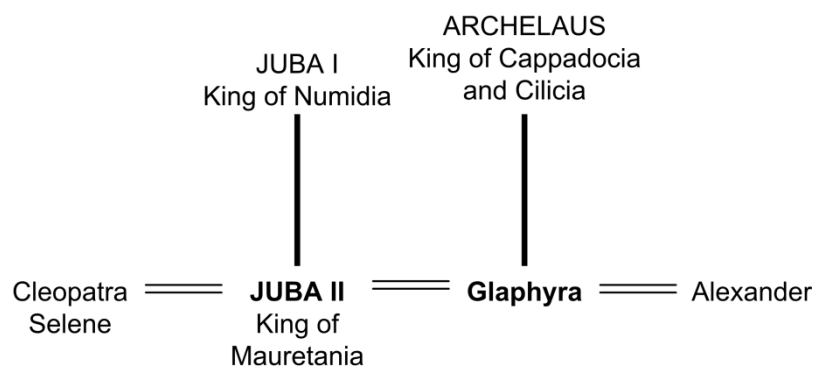 JUBA I
King of Numidia
ARCHELAUS
King of Cappadocia
and Cilicia
Cleopatra
Selene
JUBA II
King of
Mauretania
Glaphyra
Alexander